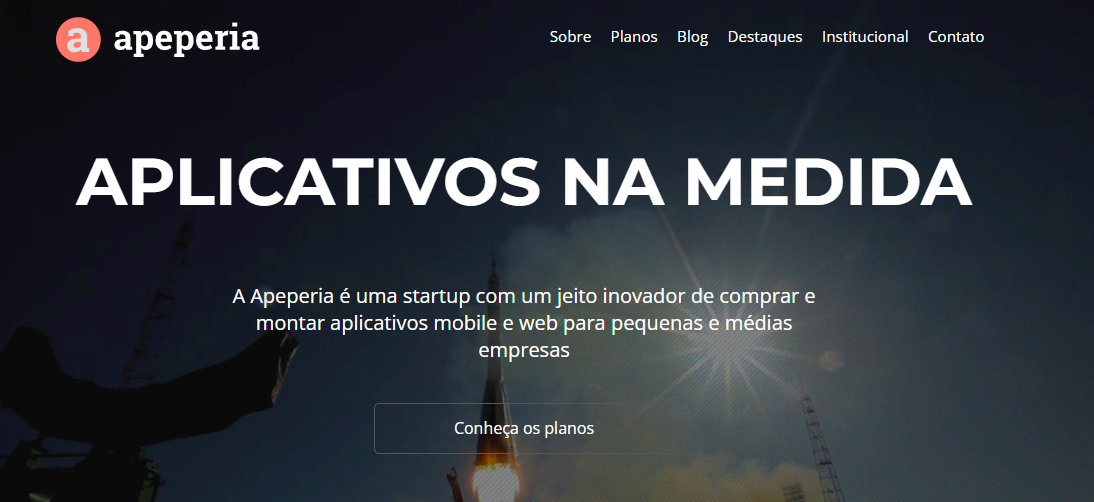 a apeperia
Sobre Planos Blog Destaques Institucional Contato
APLICATIVOS NA MEDIDA
A Apeperia é uma startup com um jeito inovador de comprar e
montar aplicativos mobile e web para pequenas e médias
empresas
Conheça os planos